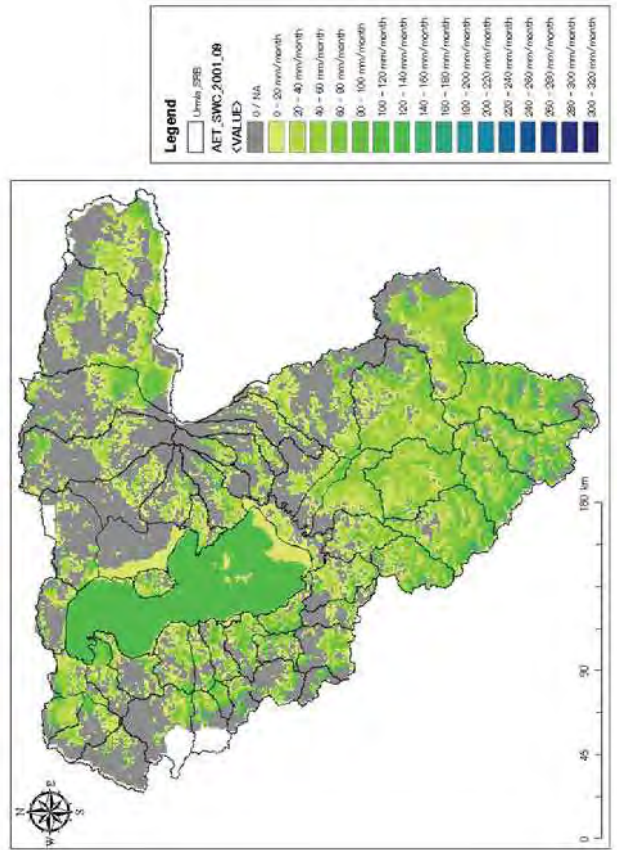 Legend
Urmia_SRB
AET_SWC_2001_09
<VALUE>
0 / NA
0 - 20 mm/month
20 - 40 mm/month
40 - 60 mm/month
60 - 80 mm/month
80 - 100 mm/month
100 - 120 mm/month
120 - 140 mm/month
140 - 160 mm/month
160 - 180 mm/month
180 - 200 mm/month
200 - 220 mm/month
220 - 240 mm/month
240 - 260 mm/month
260 - 280 mm/month
280 - 300 mm/month
300 - 320 mm/month
N
W
E
S
0
45
90
180 km